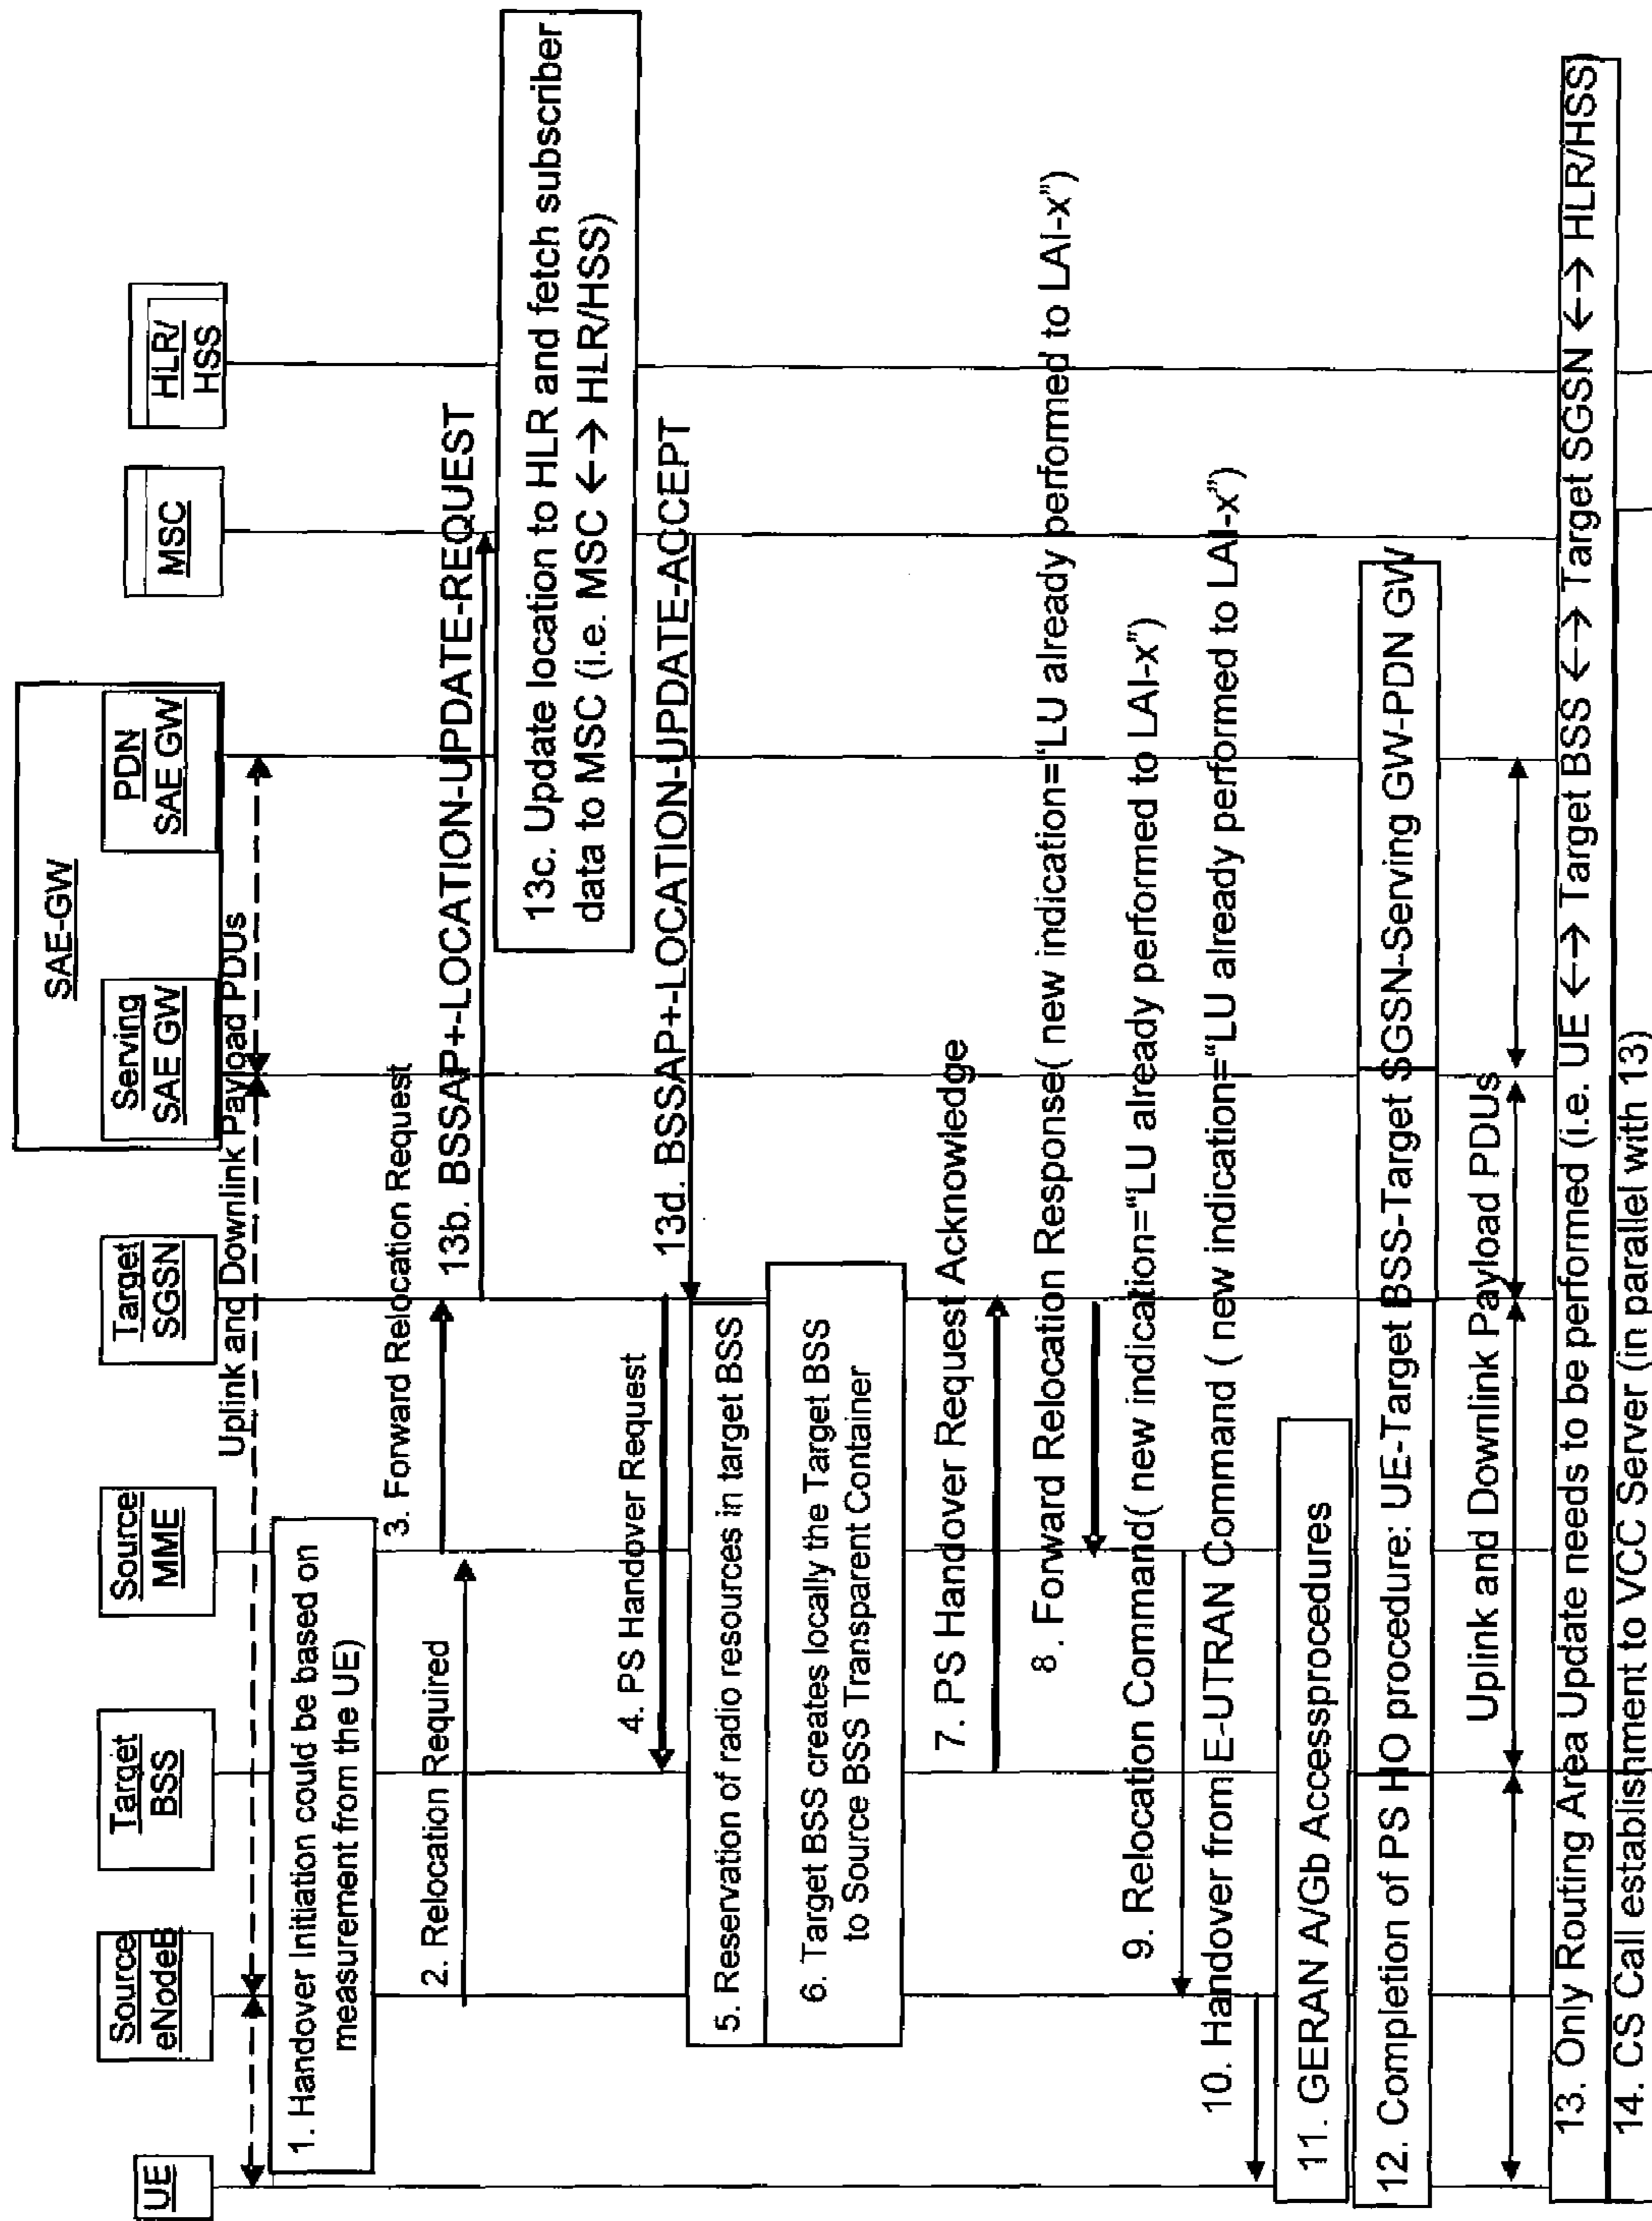 UE
Source
eNodeB
Target
BSS
Source
MME
Target
SGSN
SAE-GW
Serving
SAE GW
PDN
SAE GW
MSC
HLR/
HSS
Uplink and Downlink Payload PDUs
1. Handover Initiation could be based on
measurement from the UE)
2. Relocation Required
3. Forward Relocation Request
13b. BSSAP+-LOCATION-UPDATE-REQUEST
13c. Update location to HLR and fetch subscriber
data to MSC (i.e. MSC ←→ HLR/HSS)
4. PS Handover Request
13d. BSSAP+-LOCATION-UPDATE-ACCEPT
5. Reservation of radio resources in target BSS
6. Target BSS creates locally the Target BSS
to Source BSS Transparent Container
7. PS Handover Request Acknowledge
8. Forward Relocation Response( new indication="LU already performed to LAI-x")
9. Relocation Command( new indication="LU already performed to LAI-x")
10. Handover from E-UTRAN Command ( new indication="LU already performed to LAI-x")
11. GERAN A/Gb Accessprocedures
12. Completion of PS HO procedure: UE-Target BSS-Target SGSN-Serving GW-PDN GW
Uplink and Downlink Payload PDUs
13. Only Routing Area Update needs to be performed (i.e. UE ←→ Target BSS ←→ Target SGSN ←→ HLR/HSS)
14. CS Call establishment to VCC Server (in parallel with 13)